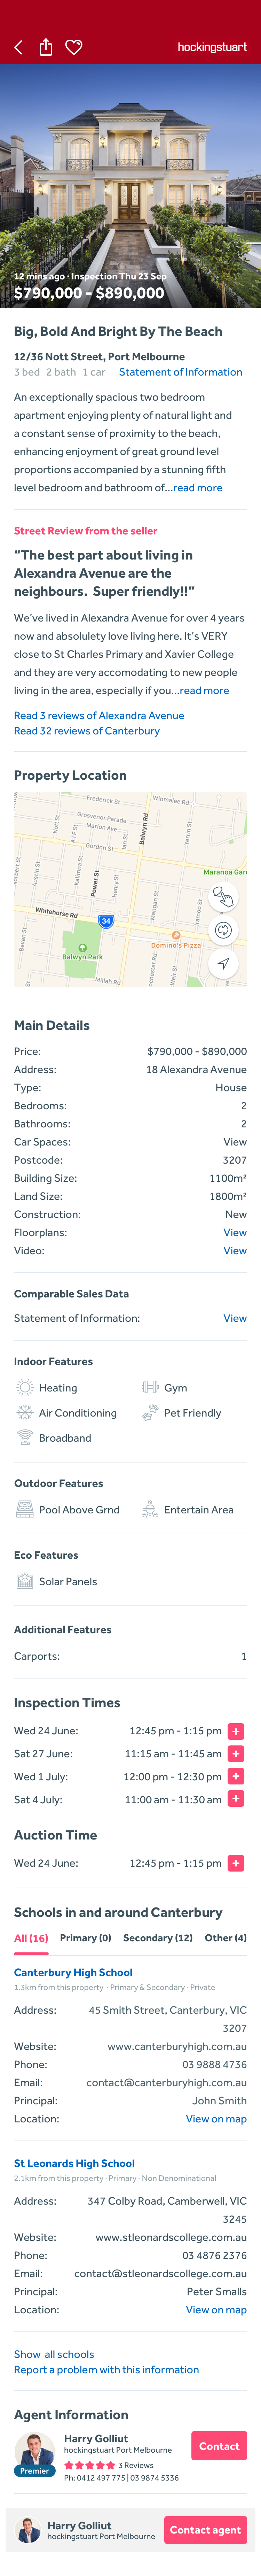 hockingstuart
12 mins ago · Inspection Thu 23 Sep
$790,000 - $890,000
Big, Bold And Bright By The Beach
12/36 Nott Street, Port Melbourne
3 bed 2 bath 1 car Statement of Information
An exceptionally spacious two bedroom
apartment enjoying plenty of natural light and
a constant sense of proximity to the beach,
enhancing enjoyment of great ground level
proportions accompanied by a stunning fifth
level bedroom and bathroom of...read more
Street Review from the seller
“The best part about living in
Alexandra Avenue are the
neighbours. Super friendly!!”
We've lived in Alexandra Avenue for over 4 years
now and absolutely love living here. It's VERY
close to St Charles Primary and Xavier College
and they are very accomodating to new people
living in the area, especially if you...read more
Read 3 reviews of Alexandra Avenue
Read 32 reviews of Canterbury
Property Location
Frederick St
Winmallee Rd
Grosvenor Parade
Marion Ave
Gordon St
Balwyn Rd
Yerrin St
Austin St
Kalimna St
Power St
Henry St
Maranoa Gar
Whitehorse Rd
34
Mangan St
Domino's Pizza
Balwyn Park
Bevan St
Weir St
Millah Rd
Main Details
Price: $790,000 - $890,000
Address: 18 Alexandra Avenue
Type: House
Bedrooms: 2
Bathrooms: 2
Car Spaces: View
Postcode: 3207
Building Size: 1100m²
Land Size: 1800m²
Construction: New
Floorplans: View
Video: View
Comparable Sales Data
Statement of Information: View
Indoor Features
Heating Gym
Air Conditioning Pet Friendly
Broadband
Outdoor Features
Pool Above Grnd Entertain Area
Eco Features
Solar Panels
Additional Features
Carports: 1
Inspection Times
Wed 24 June: 12:45 pm - 1:15 pm +
Sat 27 June: 11:15 am - 11:45 am +
Wed 1 July: 12:00 pm - 12:30 pm +
Sat 4 July: 11:00 am - 11:30 am +
Auction Time
Wed 24 June: 12:45 pm - 1:15 pm +
Schools in and around Canterbury
All (16) Primary (0) Secondary (12) Other (4)
Canterbury High School
1.3km from this property · Primary & Secondary · Private
Address: 45 Smith Street, Canterbury, VIC
3207
Website: www.canterburyhigh.com.au
Phone: 03 9888 4736
Email: contact@canterburyhigh.com.au
Principal: John Smith
Location: View on map
St Leonards High School
2.1km from this property · Primary · Non Denominational
Address: 347 Colby Road, Camberwell, VIC
3245
Website: www.stleonardscollege.com.au
Phone: 03 4876 2376
Email: contact@stleonardscollege.com.au
Principal: Peter Smalls
Location: View on map
Show all schools
Report a problem with this information
Agent Information
Harry Golliut
hockingstuart Port Melbourne
3 Reviews
Ph: 0412 497 775 | 03 9874 5336
Premier
Contact
Harry Golliut
hockingstuart Port Melbourne
Contact agent